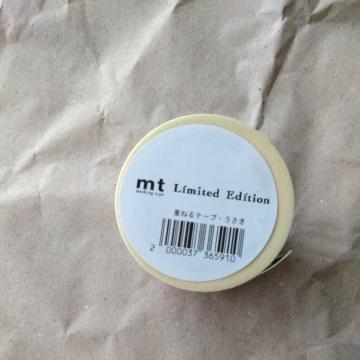 mt Limited Edition
masking tape
重ねるテープ・うさぎ
2 000037 365910